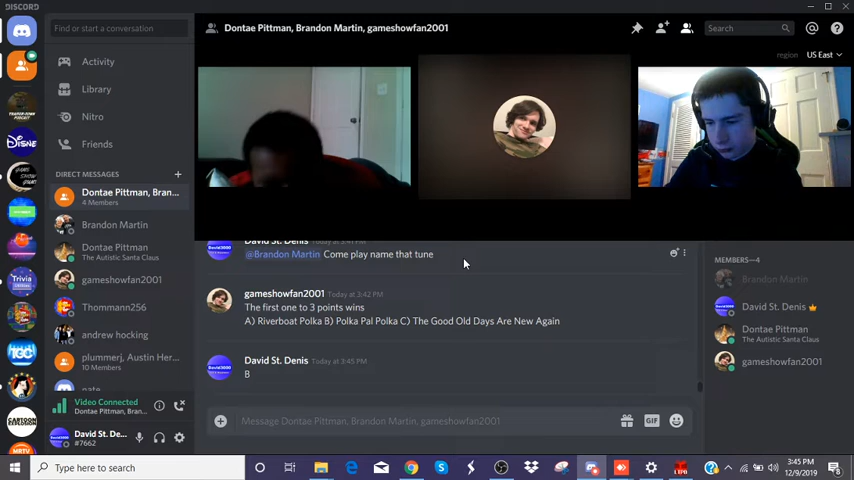 DISCORD
Find or start a conversation
Dontae Pittman, Brandon Martin, gameshowfan2001
Search
region US East
Activity
Library
Nitro
Friends
DIRECT MESSAGES
Dontae Pittman, Bran...
4 Members
Brandon Martin
Dontae Pittman
The Autistic Santa Claus
gameshowfan2001
Thommann256
andrew hocking
plummerj, Austin Her...
10 Members
nate
Video Connected
Dontae Pittman, Bran...
David St. De...
#7662
David St. Denis
@Brandon Martin Come play name that tune
gameshowfan2001 Today at 3:42 PM
The first one to 3 points wins
A) Riverboat Polka B) Polka Pal Polka C) The Good Old Days Are New Again
David St. Denis Today at 3:45 PM
B
Message Dontae Pittman, Brandon Martin, gameshowfan2001
GIF
MEMBERS—4
Brandon Martin
David St. Denis
Dontae Pittman
The Autistic Santa Claus
gameshowfan2001
Type here to search
3:45 PM
12/9/2019